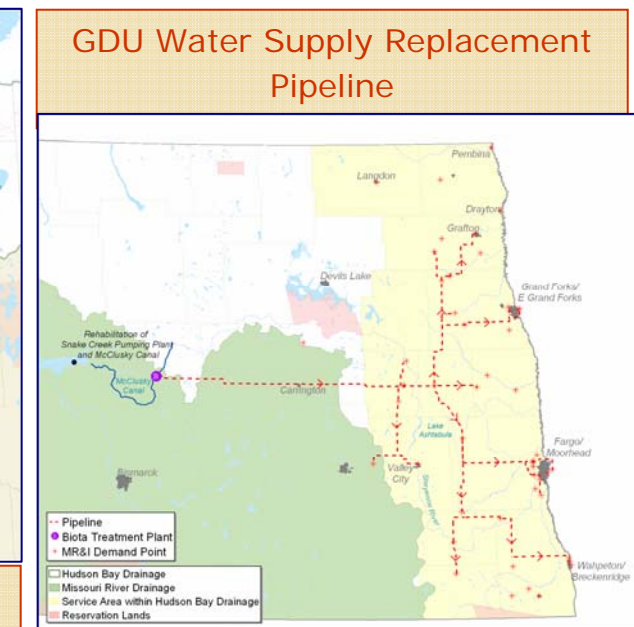 GDU Water Supply Replacement
Pipeline
Pembina
Langdon
Drayton
Grafton
Devils Lake
Grand Forks/
E Grand Forks
Rehabilitation of
Snake Creek Pumping Plant
and McClusky Canal
McClusky
Canal
Carrington
Lake
Ashtabula
Fargo/
Moorhead
Bismarck
Valley
City
Sheyenne River
Wahpeton/
Breckenridge
Pipeline
Biota Treatment Plant
MR&I Demand Point
Hudson Bay Drainage
Missouri River Drainage
Service Area within Hudson Bay Drainage
Reservation Lands